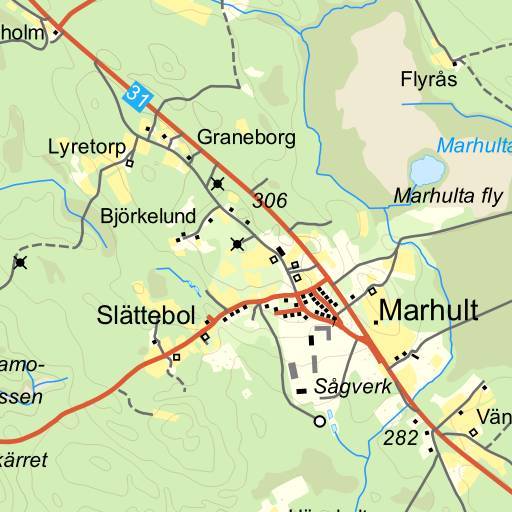 holm
31
Flyrås
Graneborg
Lyretorp
Marhulta
Marhulta fly
306
Björkelund
Slättebol
Marhult
amo-
ssen
Sågverk
Vän
282
kärret